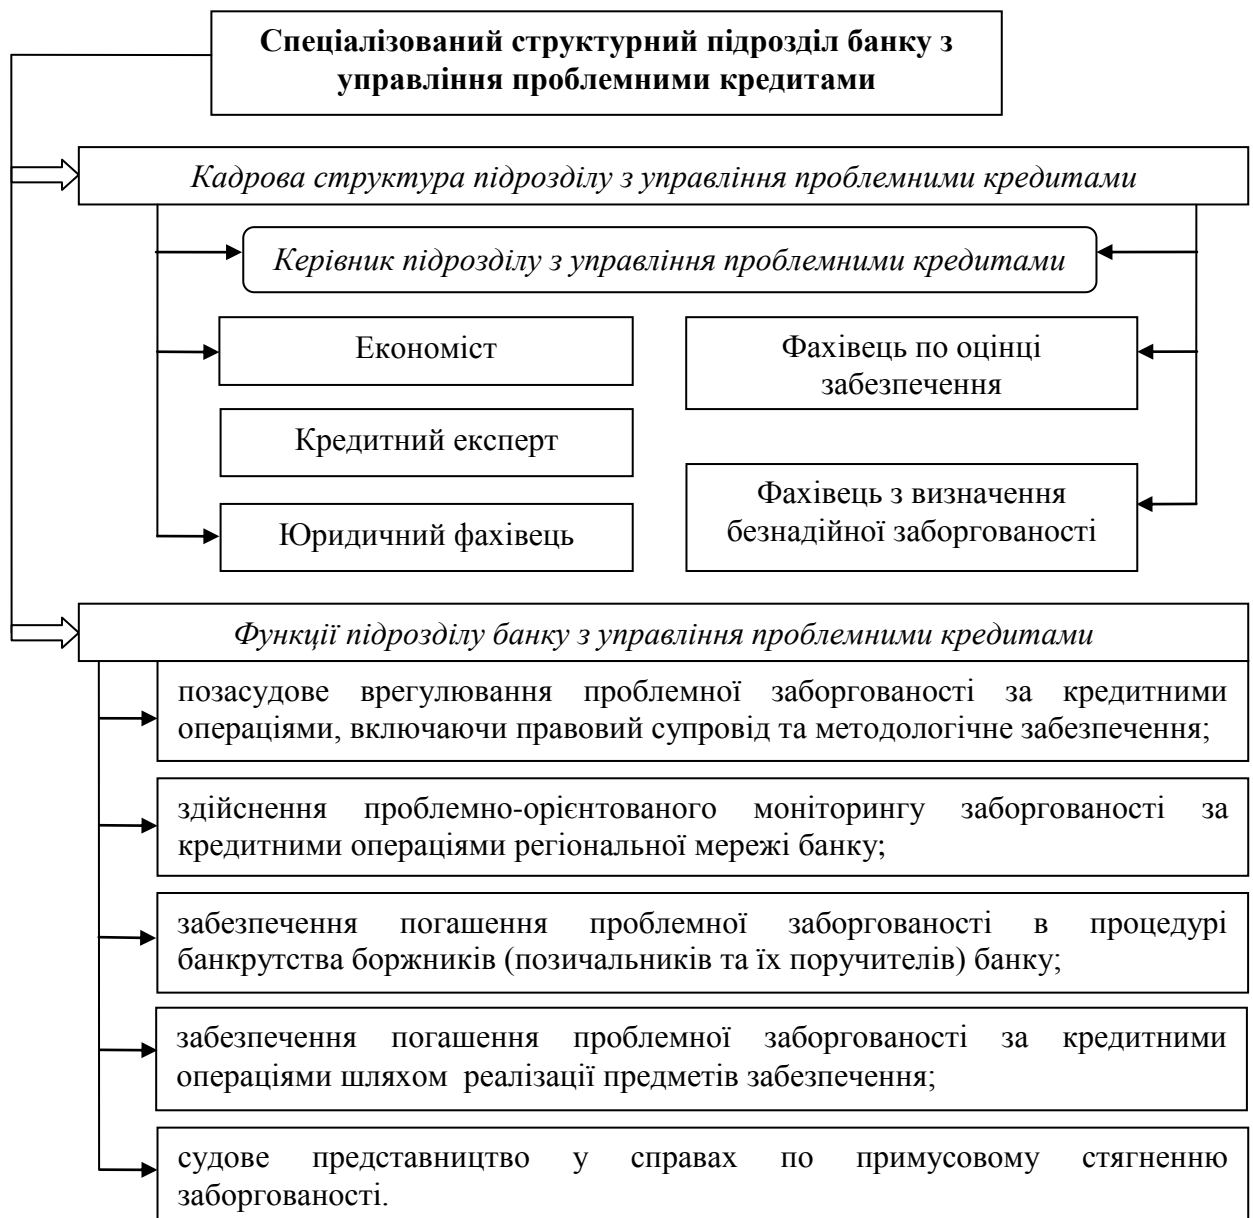 Спеціалізований структурний підрозділ банку з
управління проблемними кредитами
Кадрова структура підрозділу з управління проблемними кредитами
Керівник підрозділу з управління проблемними кредитами
Економіст
Кредитний експерт
Юридичний фахівець
Фахівець по оцінці
забезпечення
Фахівець з визначення
безнадійної заборгованості
Функції підрозділу банку з управління проблемними кредитами
позасудове врегулювання проблемної заборгованості за кредитними
операціями, включаючи правовий супровід та методологічне забезпечення;
здійснення проблемно-орієнтованого моніторингу заборгованості за
кредитними операціями регіональної мережі банку;
забезпечення погашення проблемної заборгованості в процедурі
банкрутства боржників (позичальників та їх поручителів) банку;
забезпечення погашення проблемної заборгованості за кредитними
операціями шляхом реалізації предметів забезпечення;
судове представництво у справах по примусовому стягненню
заборгованості.